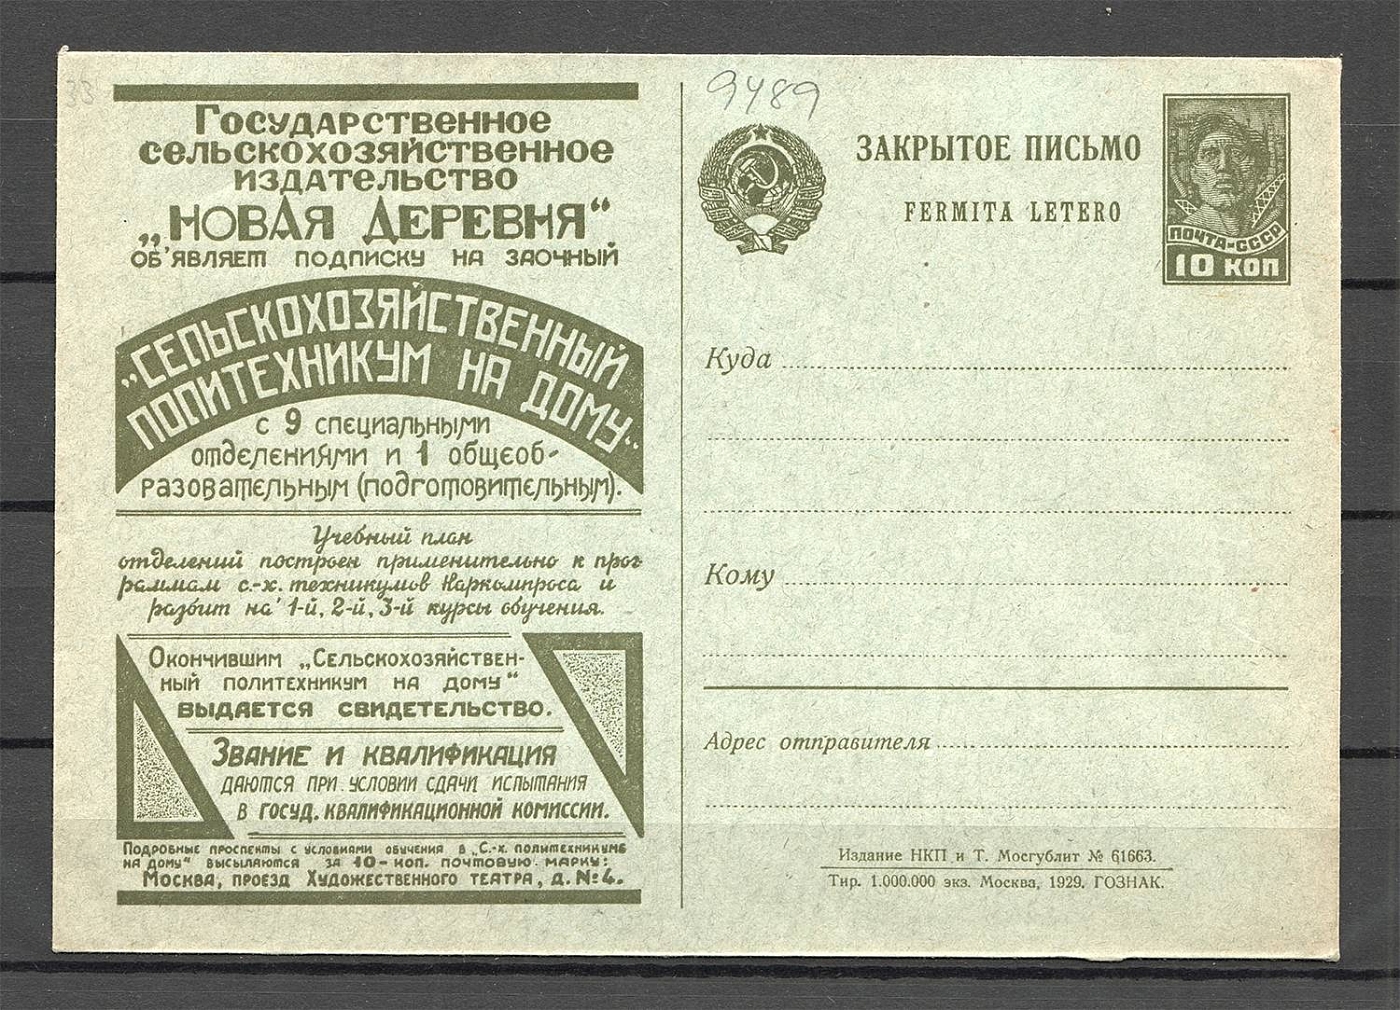 33
Государственное
сельскохозяйственное
издательство
„Новая Деревня“
об'являет подписку на заочный
„Сельскохозяйственный
политехникум на дому“
с 9 специальными
отделениями и 1 общеоб-
разовательным (подготовительным).
Учебный план
отделений построен применительно к прог-
раммам с.-х. техникумов Наркомпроса и
разбит на 1-й, 2-й, 3-й курсы обучения.
Окончившим „Сельскохозяйствен-
ный политехникум на дому“
выдается свидетельство.
Звание и квалификация
даются при условии сдачи испытания
в госуд. квалификационной комиссии.
Подробные проспекты с условиями обучения в „С.-х. политехникуме
на дому“ высылаются за 10-коп. почтовую марку:
Москва, проезд Художественного театра, д. № 4.
9489
ЗАКРЫТОЕ ПИСЬМО
FERMITA LETERO
ПОЧТА-СССР
10 КОП
Куда
Кому
Адрес отправителя
Издание НКП и Т. Мосгублит № 61663.
Тир. 1.000.000 экз. Москва, 1929. ГОЗНАК.